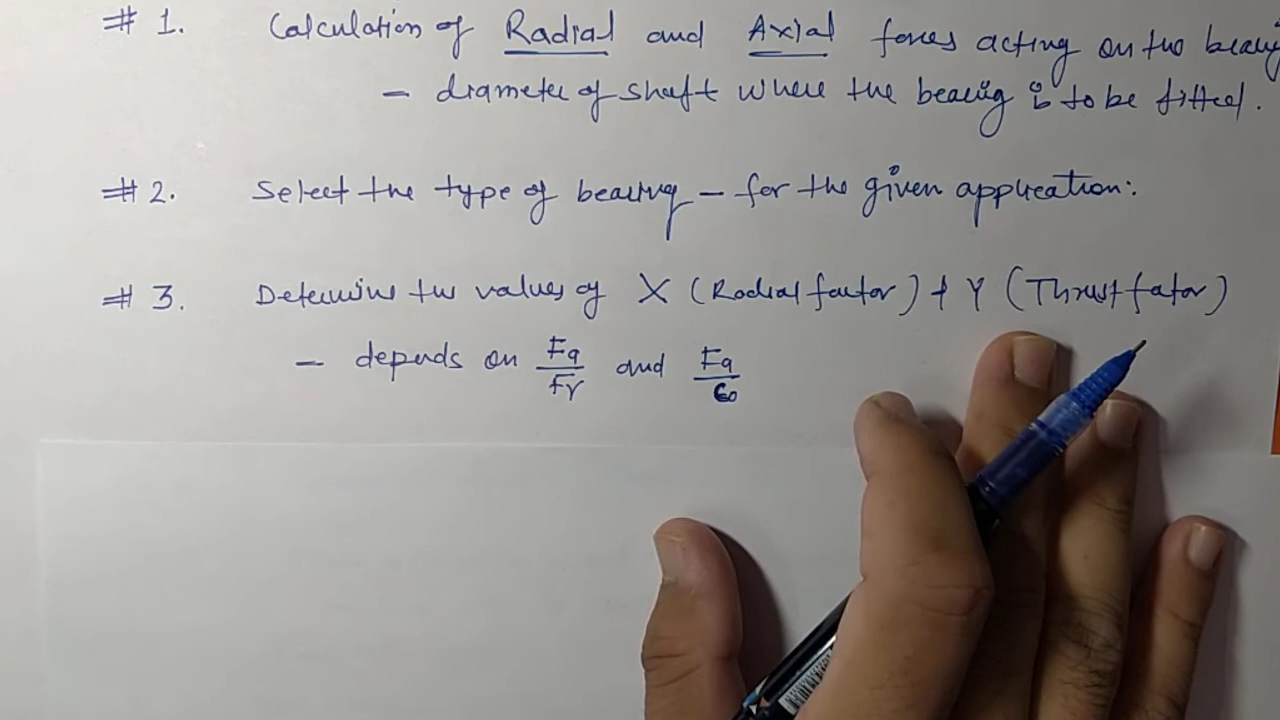 # 1. Calculation of Radial and Axial forces acting on the bearing
- diameter of shaft where the bearing is to be fitted.
# 2. Select the type of bearing - for the given application:
# 3. Determine the values of X (Radial factor) & Y (Thrust fator)
- depends on Fa/Fr and Fa/Co